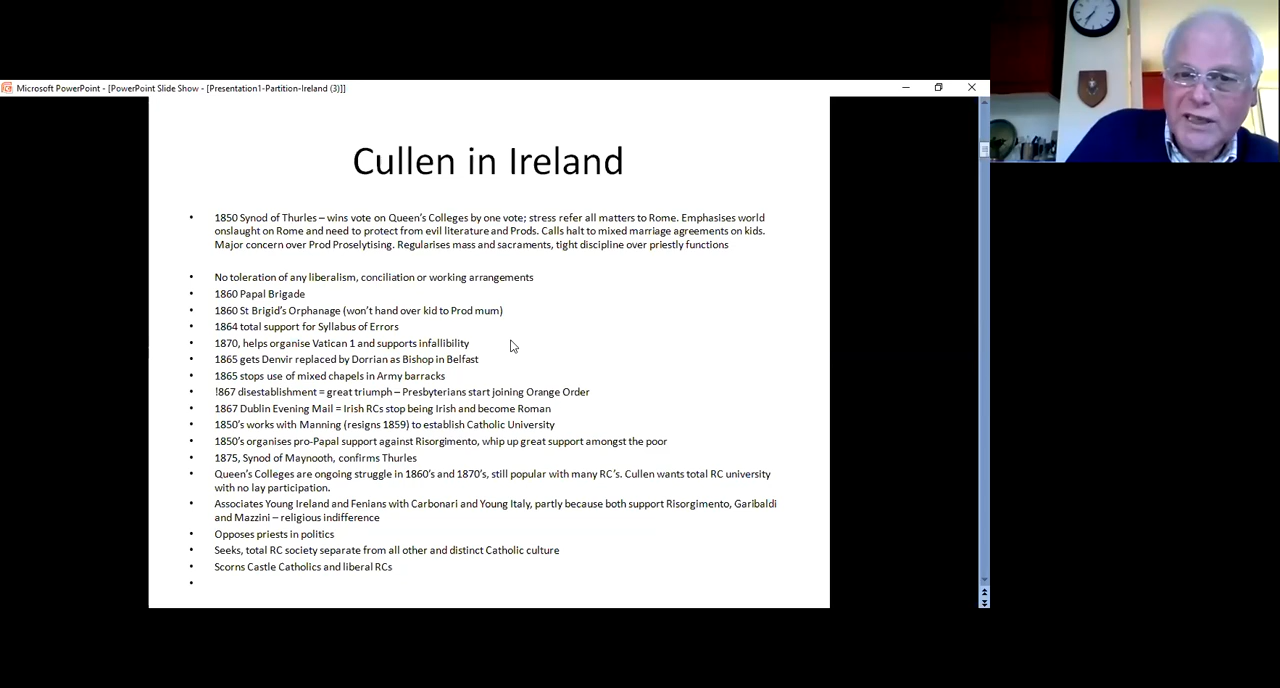 Microsoft PowerPoint - [PowerPoint Slide Show - [Presentation1-Partition-Ireland (3)]]
Cullen in Ireland
• 1850 Synod of Thurles – wins vote on Queen's Colleges by one vote; stress refer all matters to Rome. Emphasises world
onslaught on Rome and need to protect from evil literature and Prods. Calls halt to mixed marriage agreements on kids.
Major concern over Prod Proselytising. Regularises mass and sacraments, tight discipline over priestly functions
• No toleration of any liberalism, conciliation or working arrangements
• 1860 Papal Brigade
• 1860 St Brigid's Orphanage (won't hand over kid to Prod mum)
• 1864 total support for Syllabus of Errors
• 1870, helps organise Vatican 1 and supports infallibility
• 1865 gets Denvir replaced by Dorrian as Bishop in Belfast
• 1865 stops use of mixed chapels in Army barracks
• !867 disestablishment = great triumph – Presbyterians start joining Orange Order
• 1867 Dublin Evening Mail = Irish RCs stop being Irish and become Roman
• 1850's works with Manning (resigns 1859) to establish Catholic University
• 1850's organises pro-Papal support against Risorgimento, whip up great support amongst the poor
• 1875, Synod of Maynooth, confirms Thurles
• Queen's Colleges are ongoing struggle in 1860's and 1870's, still popular with many RC's. Cullen wants total RC university
with no lay participation.
• Associates Young Ireland and Fenians with Carbonari and Young Italy, partly because both support Risorgimento, Garibaldi
and Mazzini – religious indifference
• Opposes priests in politics
• Seeks, total RC society separate from all other and distinct Catholic culture
• Scorns Castle Catholics and liberal RCs
•